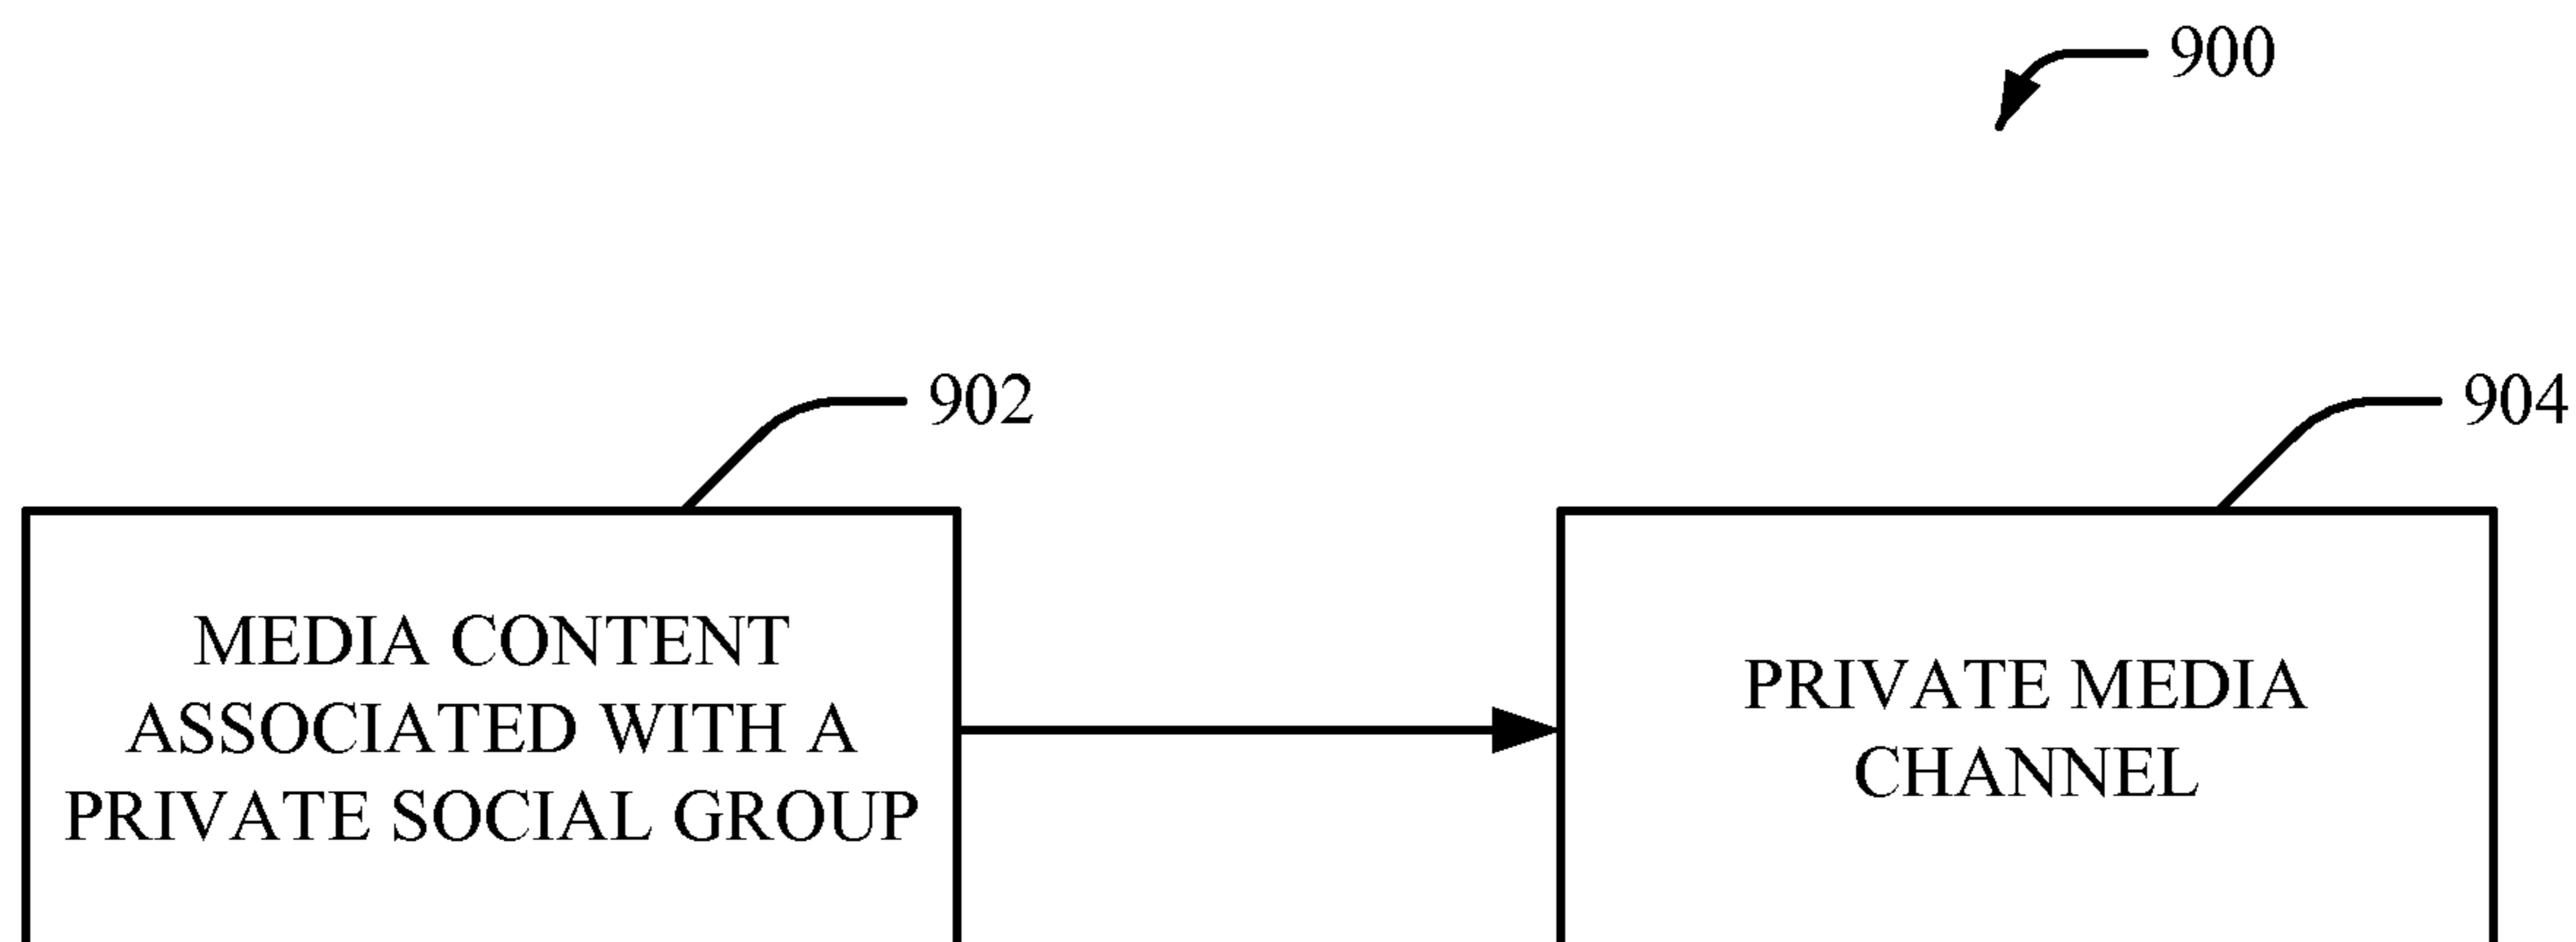 900
902
904
MEDIA CONTENT
ASSOCIATED WITH A
PRIVATE SOCIAL GROUP
PRIVATE MEDIA
CHANNEL